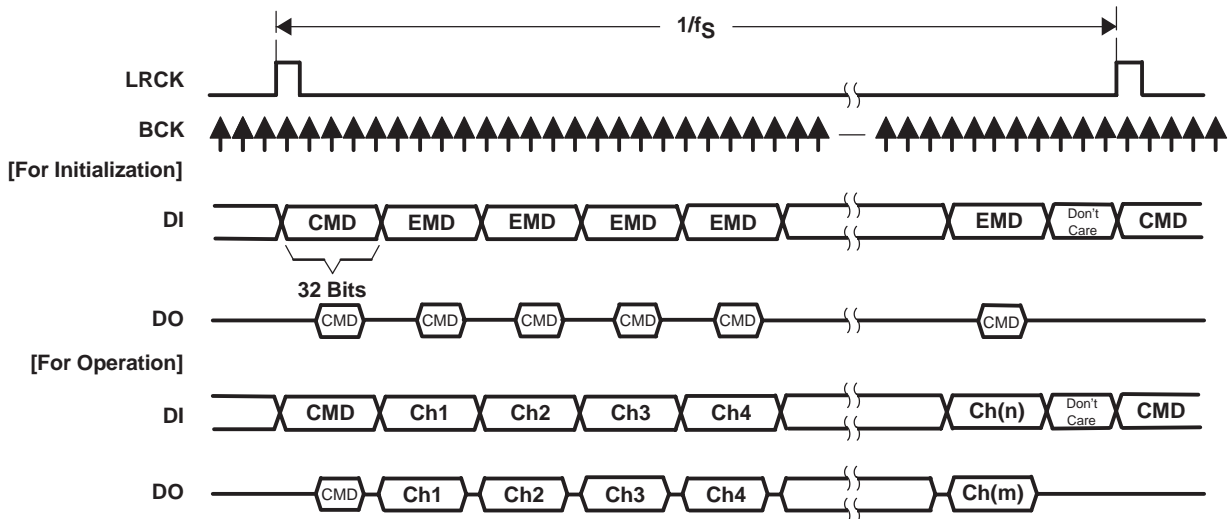 1/fS
LRCK
BCK
[For Initialization]
DI CMD EMD EMD EMD EMD EMD Don't Care CMD
32 Bits
DO CMD CMD CMD CMD CMD CMD
[For Operation]
DI CMD Ch1 Ch2 Ch3 Ch4 Ch(n) Don't Care CMD
DO CMD Ch1 Ch2 Ch3 Ch4 Ch(m)